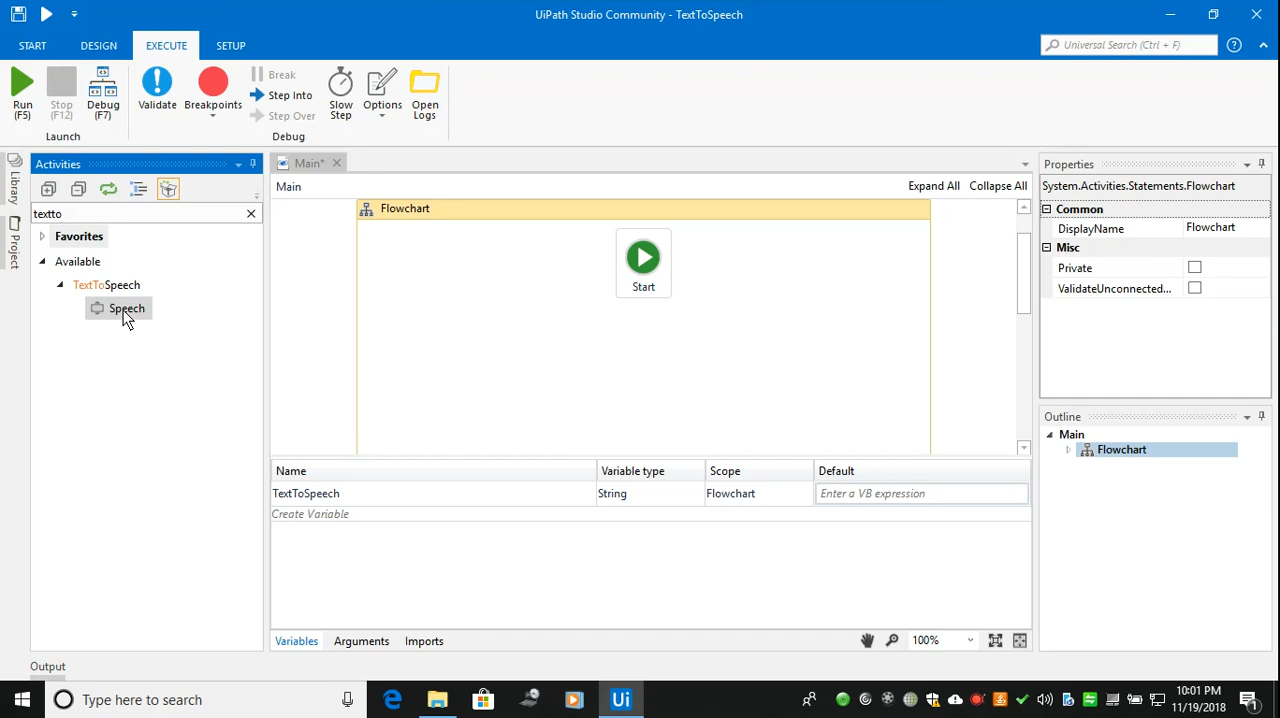 UiPath Studio Community - TextToSpeech
START DESIGN EXECUTE SETUP
Universal Search (Ctrl + F)
Run (F5)
Stop (F12)
Debug (F7)
Launch
Validate
Breakpoints
Break
Step Into
Step Over
Slow Step
Options
Open Logs
Debug
Library
Project
Activities
textto
Favorites
Available
TextToSpeech
Speech
Main*
Main
Expand All Collapse All
Flowchart
Start
Name Variable type Scope Default
TextToSpeech String Flowchart Enter a VB expression
Create Variable
Variables Arguments Imports
100%
Properties
System.Activities.Statements.Flowchart
Common
DisplayName Flowchart
Misc
Private
ValidateUnconnected...
Outline
Main
Flowchart
Output
Type here to search
Ui
10:01 PM
11/19/2018
1